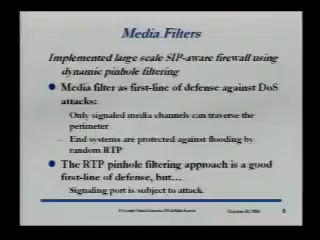 Media Filters
Implemented large scale SIP-aware firewall using
dynamic pinhole filtering
Media filter as first-line of defense against DoS
attacks:
Only signaled media channels can traverse the
perimeter
– End systems are protected against flooding by
random RTP
The RTP pinhole filtering approach is a good
first-line of defense, but…
Signaling port is subject to attack